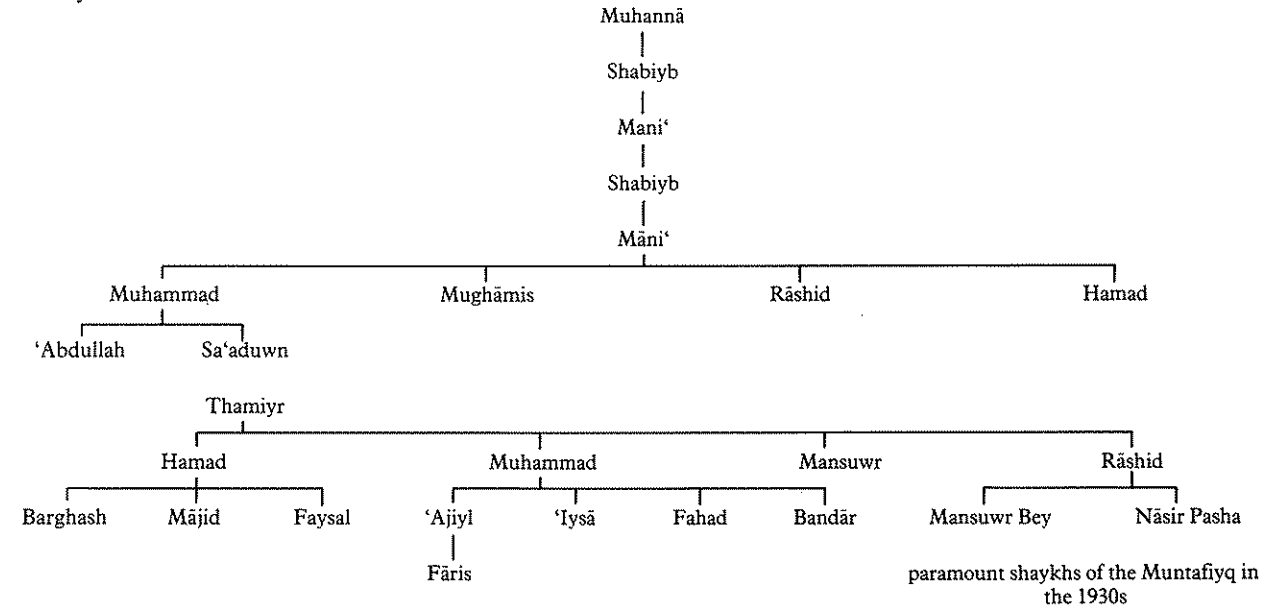 Muhannā
Shabiyb
Mani‘
Shabiyb
Māni‘
Muhammad Mughāmis Rāshid Hamad
‘Abdullah Sa‘aduwn
Thamiyr
Hamad Muhammad Mansuwr Rāshid
Barghash Mājid Faysal ‘Ajiyl ‘Iysā Fahad Bandār Mansuwr Bey Nāsir Pasha
Fāris
paramount shaykhs of the Muntafiyq in
the 1930s